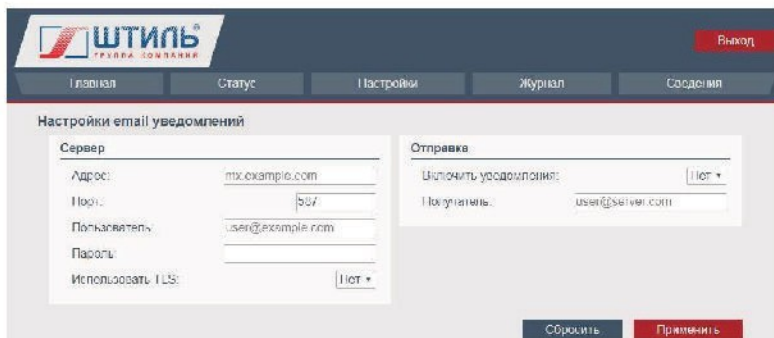 ШТИЛЬ®
ГРУППА КОМПАНИЙ
Выход
Главная Статус Настройки Журнал Сведения
Настройки email уведомлений
Сервер
Адрес: mx.example.com
Порт: 587
Пользователь: user@example.com
Пароль:
Использовать TLS: Нет
Отправка
Включить уведомления: Нет
Получатель: user@server.com
Сбросить Применить